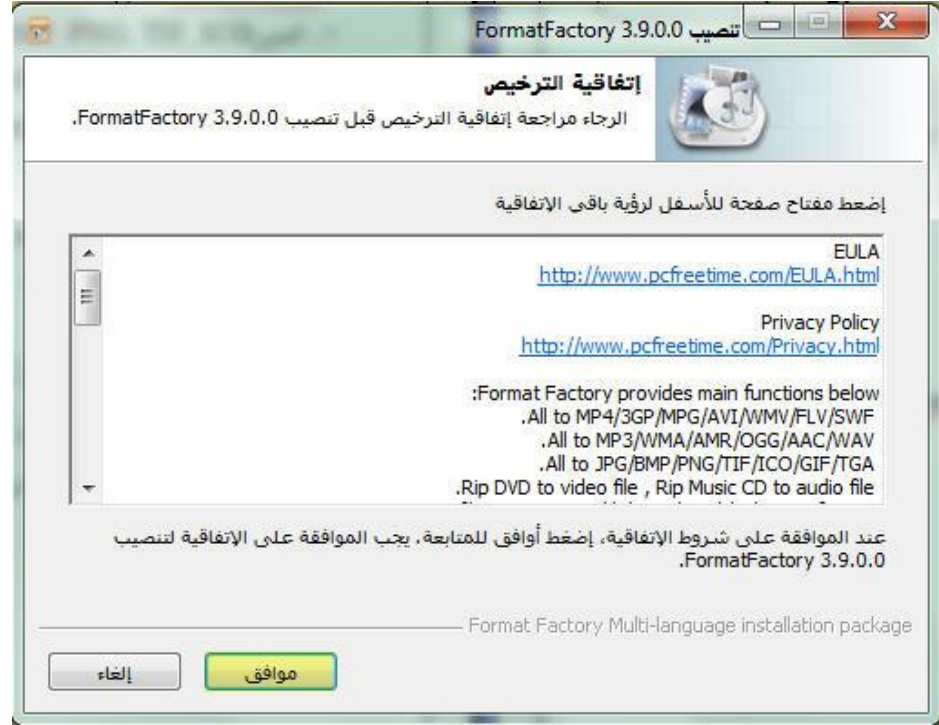 تنصيب FormatFactory 3.9.0.0
إتفاقية الترخيص
الرجاء مراجعة إتفاقية الترخيص قبل تنصيب FormatFactory 3.9.0.0.
إضعط مفتاح صفحة للأسفل لرؤية باقي الإتفاقية
EULA
http://www.pcfreetime.com/EULA.html
Privacy Policy
http://www.pcfreetime.com/Privacy.html
:Format Factory provides main functions below
.All to MP4/3GP/MPG/AVI/WMV/FLV/SWF
.All to MP3/WMA/AMR/OGG/AAC/WAV
.All to JPG/BMP/PNG/TIF/ICO/GIF/TGA
.Rip DVD to video file , Rip Music CD to audio file
عند الموافقة على شروط الإتفاقية، إضغط أوافق للمتابعة. يجب الموافقة على الإتفاقية لتنصيب
FormatFactory 3.9.0.0.
Format Factory Multi-language installation package
موافق
إلغاء